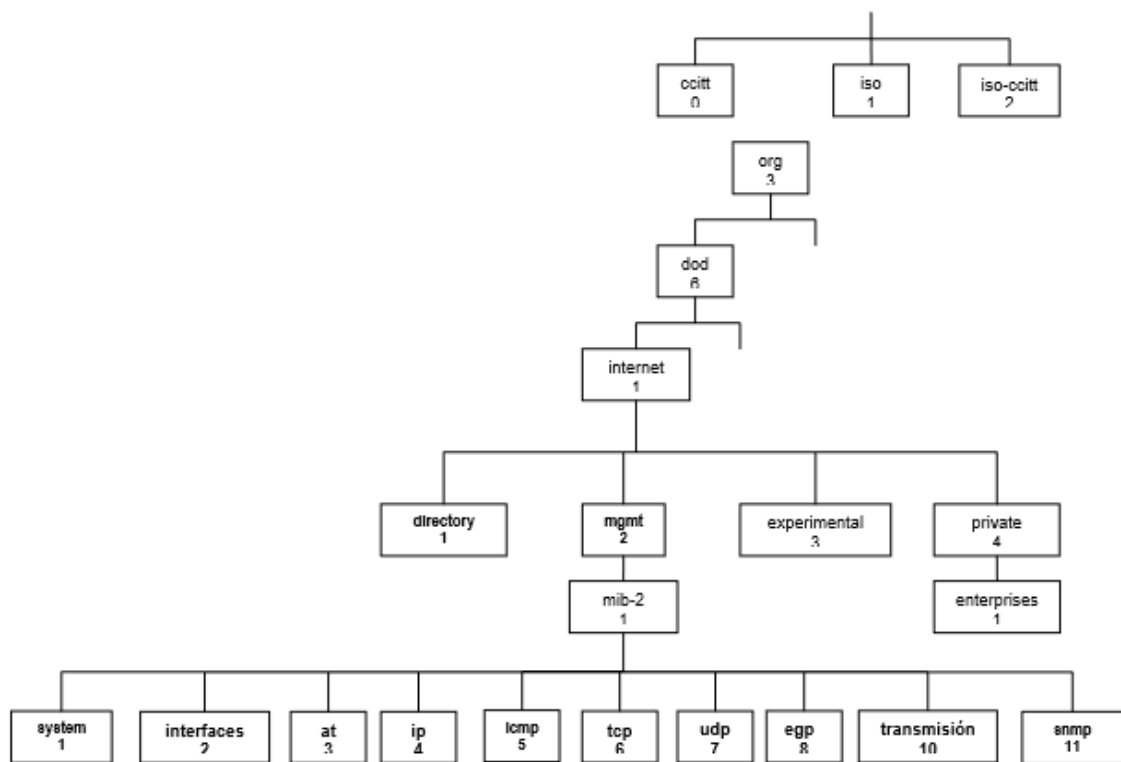 ccitt
0
iso
1
iso-ccitt
2
org
3
dod
6
internet
1
directory
1
mgmt
2
experimental
3
private
4
mib-2
1
enterprises
1
system
1
interfaces
2
at
3
ip
4
icmp
5
tcp
6
udp
7
egp
8
transmisión
10
snmp
11